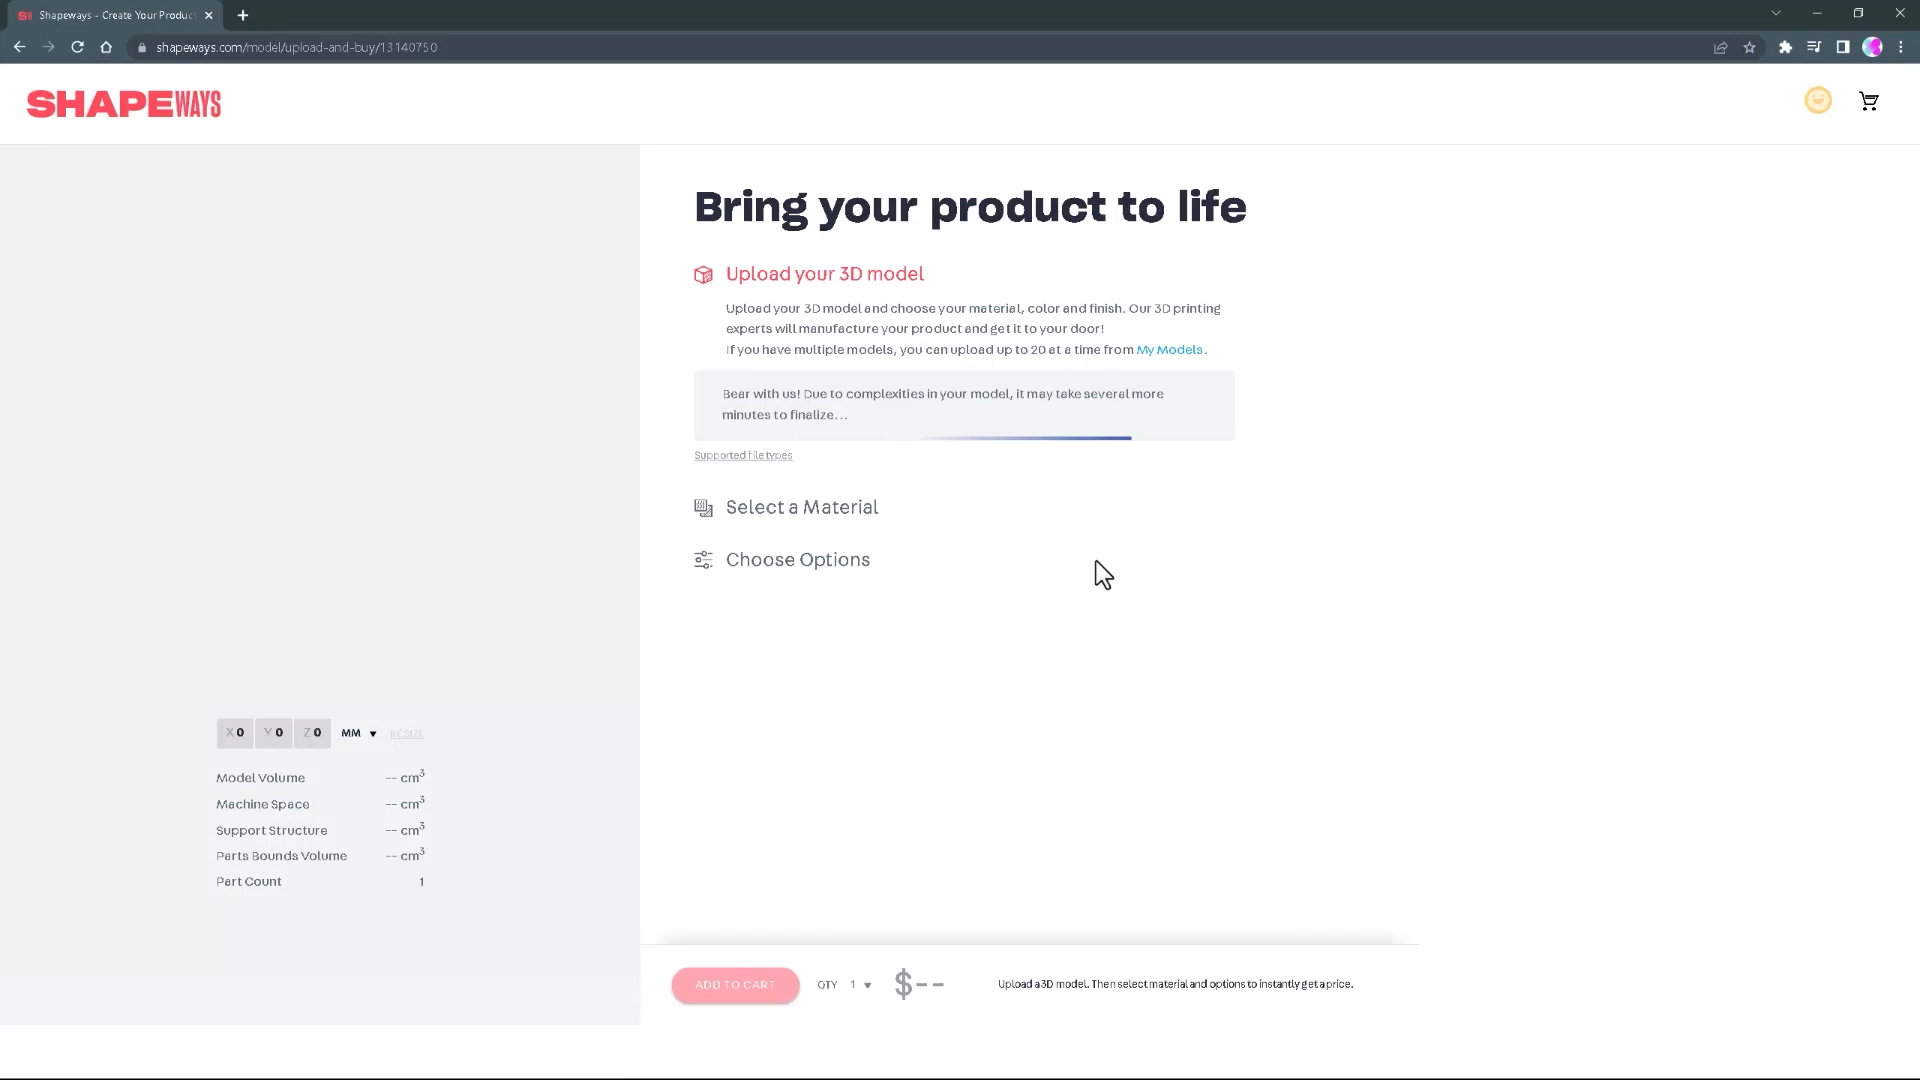 Shapeways - Create Your Produc
shapeways.com/model/upload-and-buy/13140750
SHAPEWAYS
Bring your product to life
Upload your 3D model
Upload your 3D model and choose your material, color and finish. Our 3D printing
experts will manufacture your product and get it to your door!
If you have multiple models, you can upload up to 20 at a time from My Models.
Bear with us! Due to complexities in your model, it may take several more
minutes to finalize...
Supported file types
Select a Material
Choose Options
X 0 Y 0 Z 0 MM RESIZE
Model Volume -- cm³
Machine Space -- cm³
Support Structure -- cm³
Parts Bounds Volume -- cm³
Part Count 1
ADD TO CART QTY 1 $-- Upload a 3D model. Then select material and options to instantly get a price.